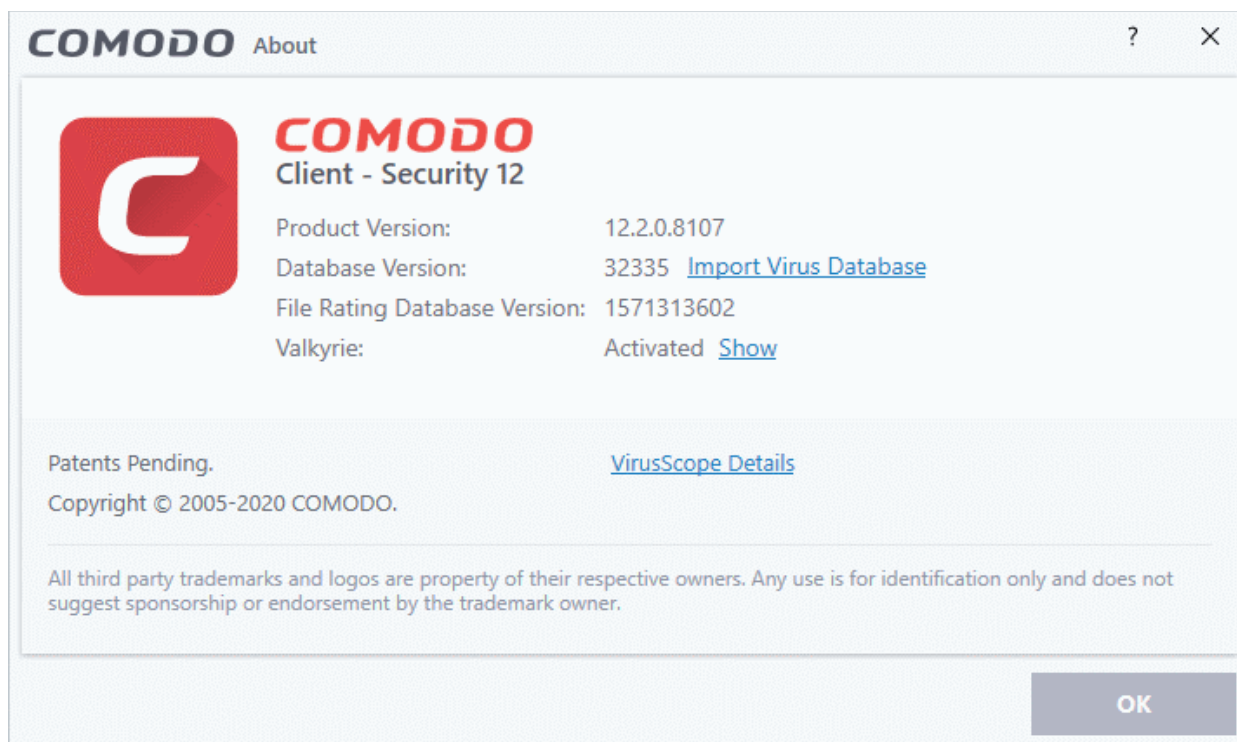 COMODO About ? ×
COMODO
Client - Security 12
Product Version: 12.2.0.8107
Database Version: 32335 Import Virus Database
File Rating Database Version: 1571313602
Valkyrie: Activated Show
Patents Pending. VirusScope Details
Copyright © 2005-2020 COMODO.
All third party trademarks and logos are property of their respective owners. Any use is for identification only and does not
suggest sponsorship or endorsement by the trademark owner.
OK